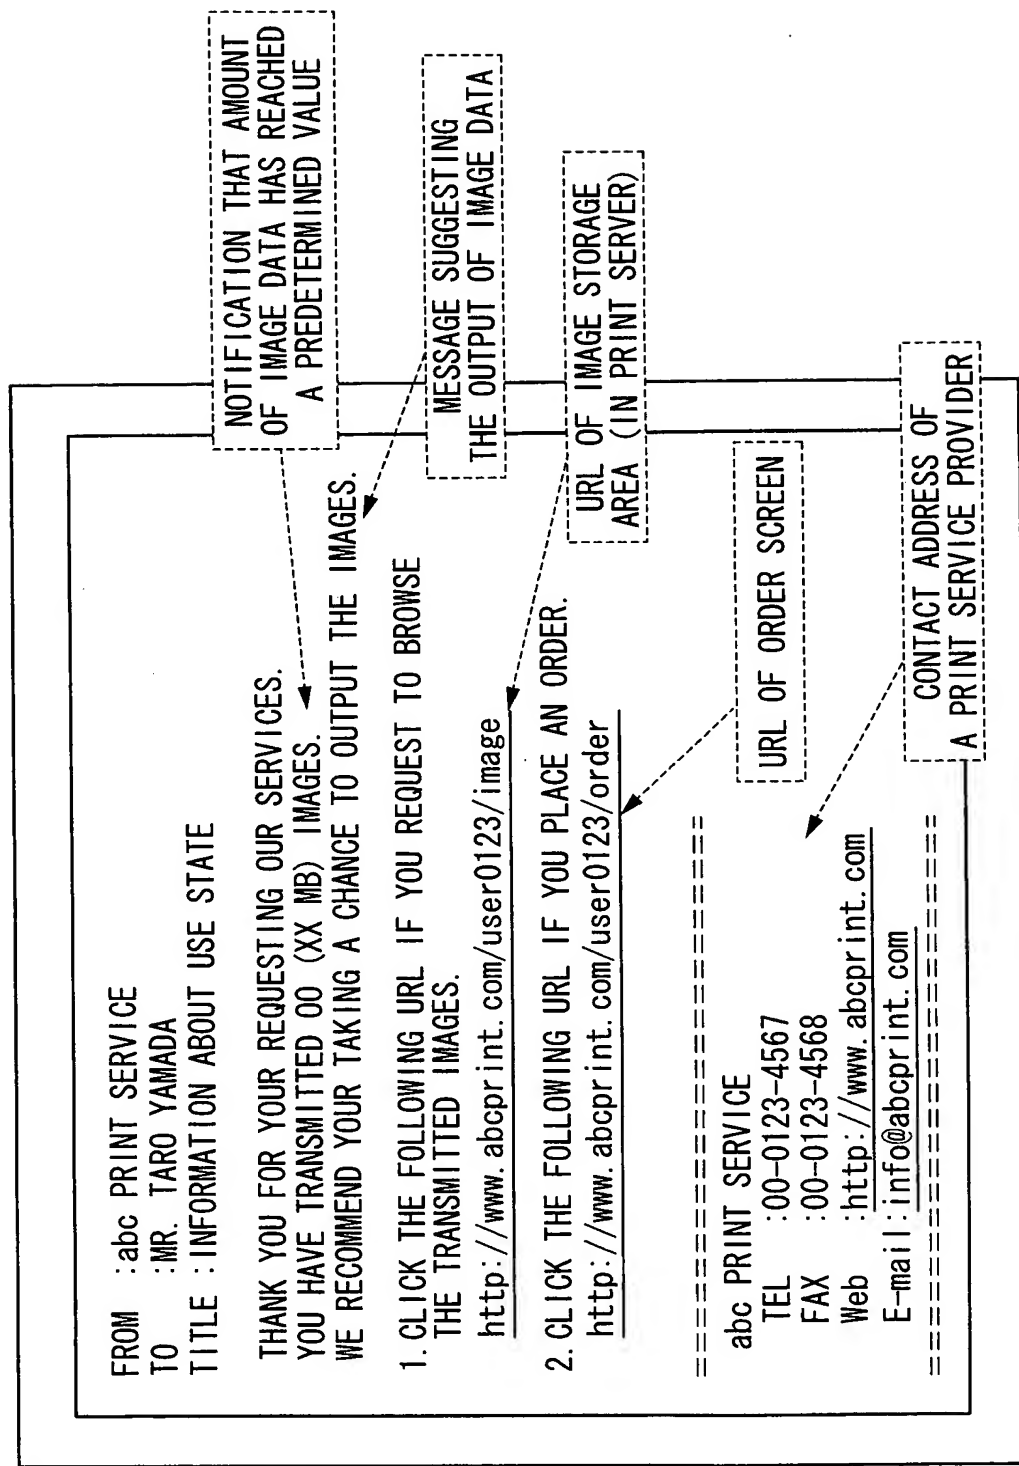 FROM :abc PRINT SERVICE
TO :MR. TARO YAMADA
TITLE :INFORMATION ABOUT USE STATE
THANK YOU FOR YOUR REQUESTING OUR SERVICES.
YOU HAVE TRANSMITTED OO (XX MB) IMAGES.
WE RECOMMEND YOUR TAKING A CHANCE TO OUTPUT THE IMAGES.
1. CLICK THE FOLLOWING URL IF YOU REQUEST TO BROWSE
THE TRANSMITTED IMAGES.
http://www.abcprint.com/user0123/image
2. CLICK THE FOLLOWING URL IF YOU PLACE AN ORDER.
http://www.abcprint.com/user0123/order
abc PRINT SERVICE
TEL :00-0123-4567
FAX :00-0123-4568
Web :http://www.abcprint.com
E-mail:info@abcprint.com
NOTIFICATION THAT AMOUNT
OF IMAGE DATA HAS REACHED
A PREDETERMINED VALUE
MESSAGE SUGGESTING
THE OUTPUT OF IMAGE DATA
URL OF IMAGE STORAGE
AREA (IN PRINT SERVER)
URL OF ORDER SCREEN
CONTACT ADDRESS OF
A PRINT SERVICE PROVIDER